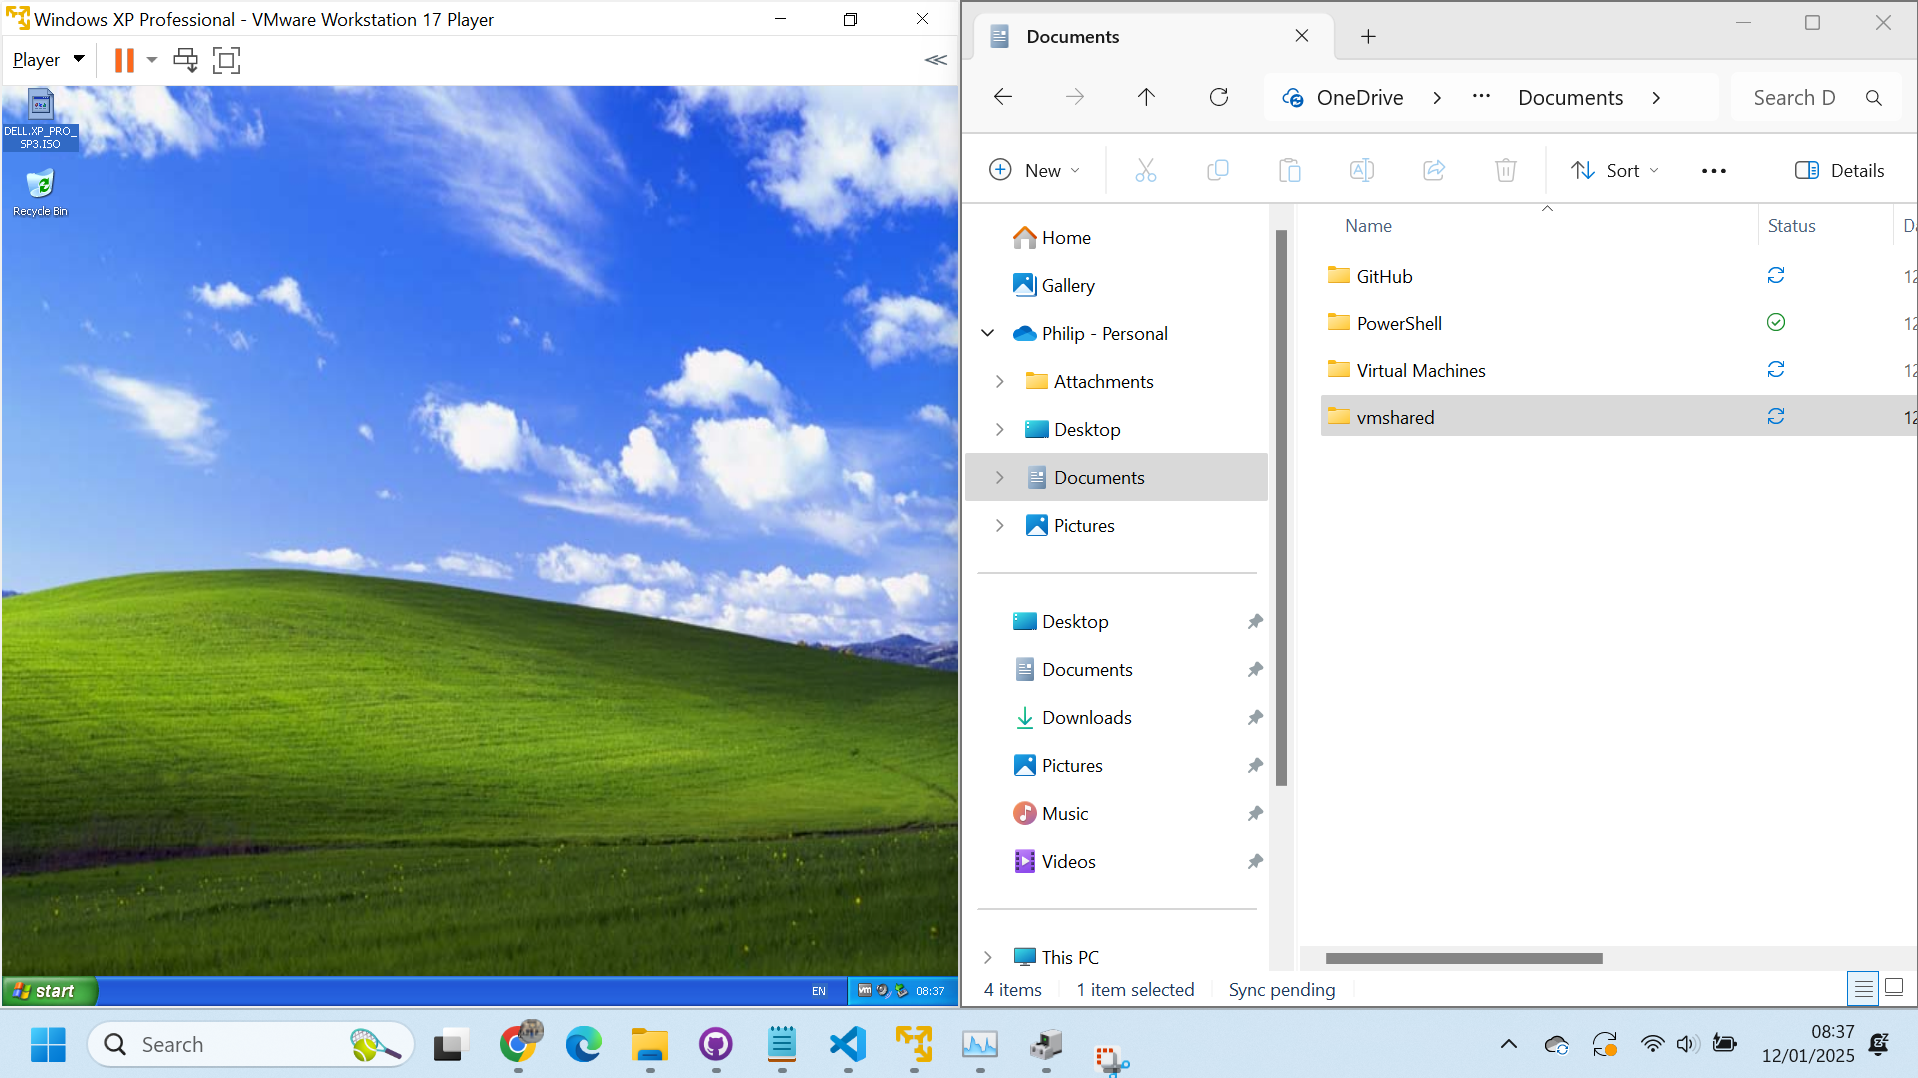 Windows XP Professional - VMware Workstation 17 Player
Player
DELL.XP_PRO_
SP3.ISO
Recycle Bin
start
EN
vm
08:37
Documents
OneDrive
Documents
Search D
New
Sort
Details
Home
Gallery
Philip - Personal
Attachments
Desktop
Documents
Pictures
Desktop
Documents
Downloads
Pictures
Music
Videos
This PC
Name
Status
GitHub
12
PowerShell
12
Virtual Machines
12
vmshared
12
4 items
1 item selected
Sync pending
Search
08:37
12/01/2025